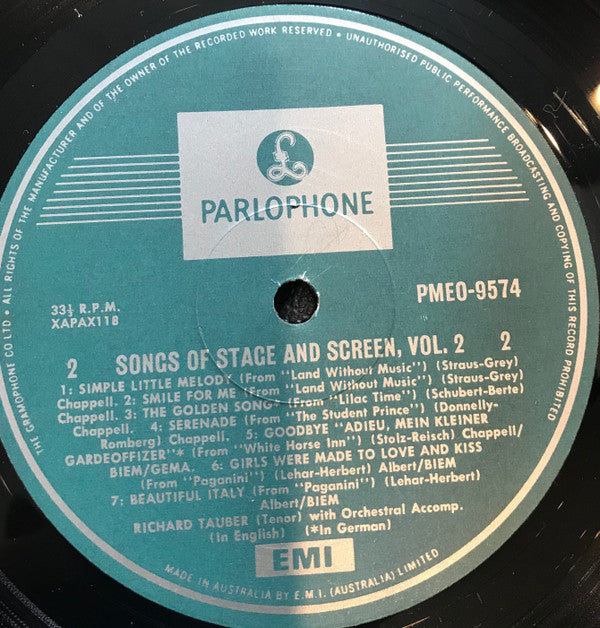 THE GRAMOPHONE CO LTD • ALL RIGHTS OF THE MANUFACTURER AND OF THE OWNER OF THE RECORDED WORK RESERVED • UNAUTHORISED PUBLIC PERFORMANCE BROADCASTING AND COPYING OF THIS RECORD PROHIBITED
£
PARLOPHONE
PMEO-9574
33⅓ R.P.M.
XAPAX118
2 SONGS OF STAGE AND SCREEN, VOL. 2 2
1: SIMPLE LITTLE MELODY (From "Land Without Music") (Straus-Grey)
Chappell. 2: SMILE FOR ME (From "Land Without Music") (Straus-Grey)
Chappell. 3: THE GOLDEN SONG (From "Lilac Time") (Schubert-Berte)
Chappell. 4: SERENADE (From "The Student Prince") (Donnelly-
Romberg) Chappell. 5: GOODBYE "ADIEU, MEIN KLEINER
GARDEOFFIZER"* (From "White Horse Inn") (Stolz-Reisch) Chappell/
BIEM/GEMA. 6: GIRLS WERE MADE TO LOVE AND KISS
(From "Paganini") (Lehar-Herbert) Albert/BIEM
7: BEAUTIFUL ITALY (From "Paganini") (Lehar-Herbert)
Albert/BIEM
RICHARD TAUBER (Tenor) with Orchestral Accomp.
(In English) (*In German)
EMI
MADE IN AUSTRALIA BY E.M.I. (AUSTRALIA) LIMITED